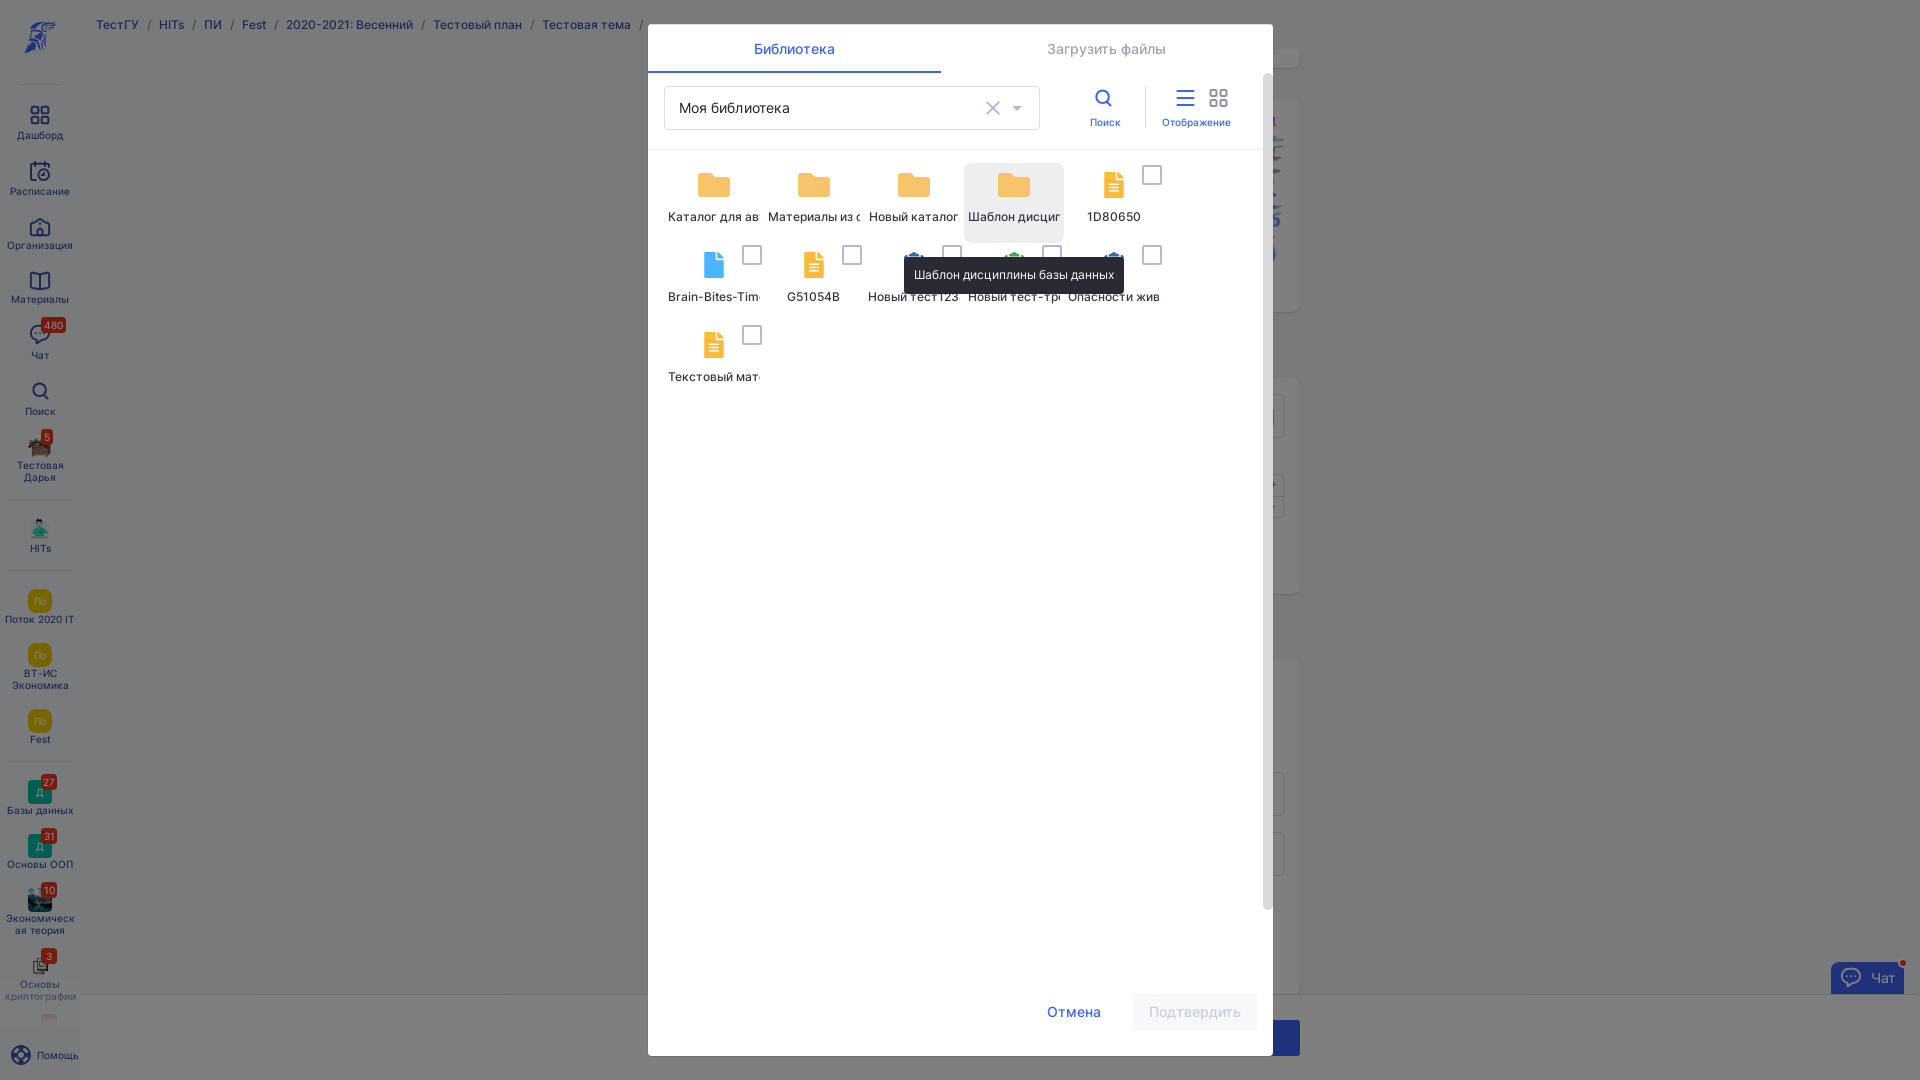 ТестГУ / HITs / ПИ / Fest / 2020-2021: Весенний / Тестовый план / Тестовая тема /
Дашборд
Расписание
Организация
Материалы
480
Чат
Поиск
5
Тестовая
Дарья
HITs
По
Поток 2020 IT
По
ВТ-ИС
Экономика
По
Fest
27
Д
Базы данных
31
Д
Основы ООП
10
Экономическ
ая теория
3
Основы
криптографии
Помощь
Библиотека
Загрузить файлы
Моя библиотека
Поиск
Отображение
Каталог для ав
Материалы из
Новый каталог
Шаблон дисцип
1D80650
Шаблон дисциплины базы данных
Brain-Bites-Tim
G51054B
Новый тест123
Новый тест-тр
Опасности жив
Текстовый мат
Отмена
Подтвердить
Чат